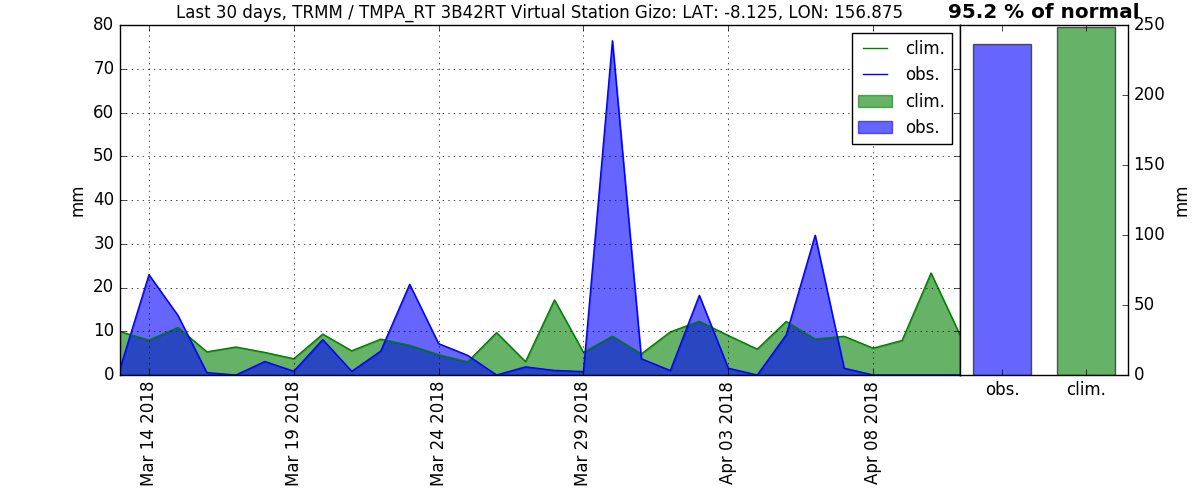 Last 30 days, TRMM / TMPA_RT 3B42RT Virtual Station Gizo: LAT: -8.125, LON: 156.875
95.2 % of normal
80
70
60
50
40
30
20
10
0
mm
clim.
obs.
clim.
obs.
Mar 14 2018
Mar 19 2018
Mar 24 2018
Mar 29 2018
Apr 03 2018
Apr 08 2018
250
200
150
100
50
0
mm
obs.
clim.